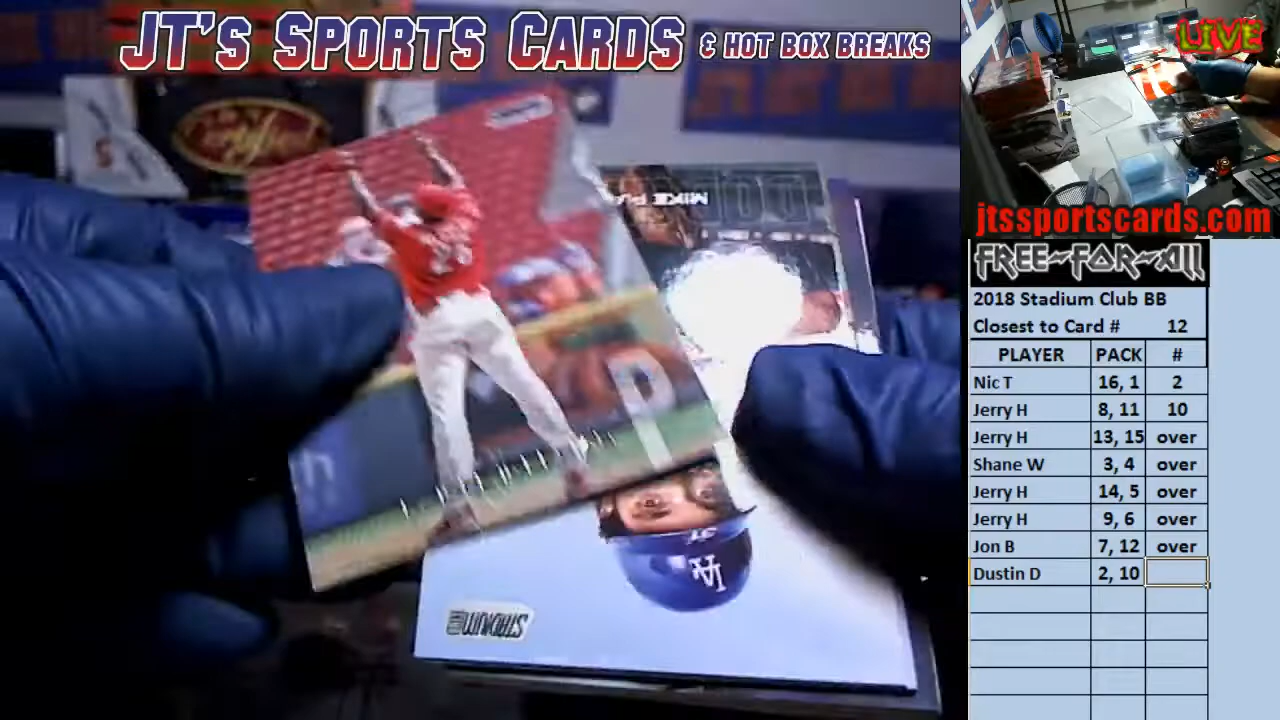 JT's SPORTS CARDS & HOT BOX BREAKS
LIVE
jtssportscards.com
FREE-FOR-ALL
2018 Stadium Club BB
Closest to Card # 12
PLAYER PACK #
Nic T 16, 1 2
Jerry H 8, 11 10
Jerry H 13, 15 over
Shane W 3, 4 over
Jerry H 14, 5 over
Jerry H 9, 6 over
Jon B 7, 12 over
Dustin D 2, 10
MIKE
LA
STADIUM